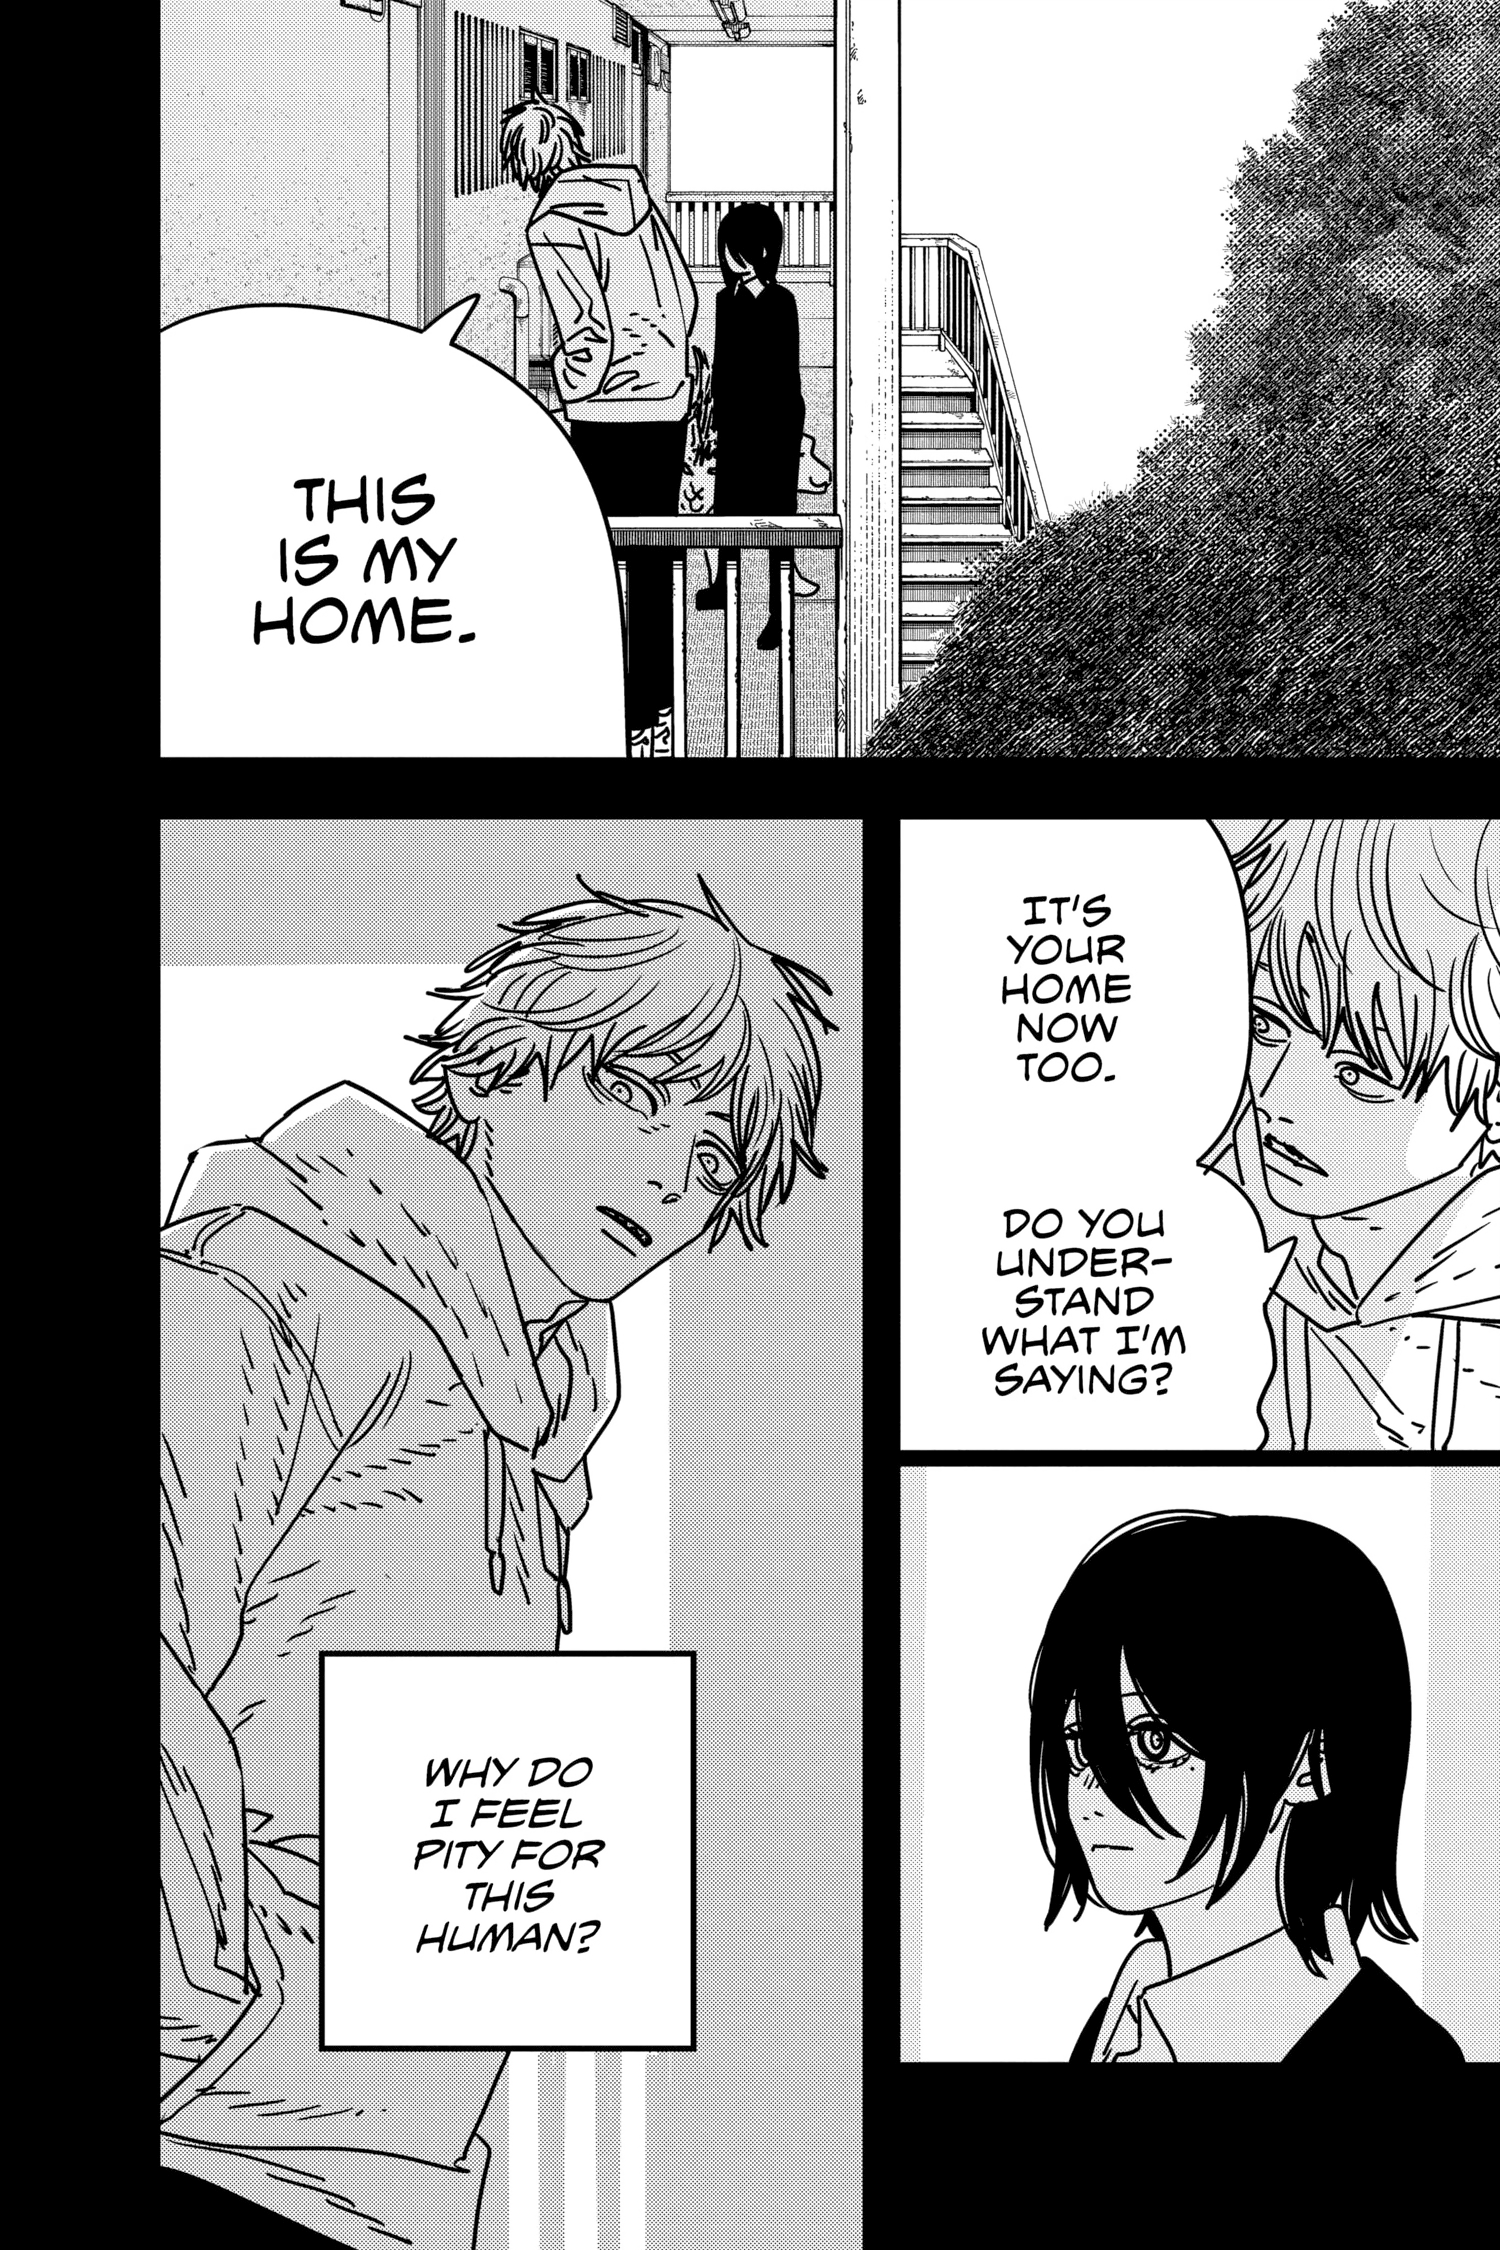 THIS
IS MY
HOME.
IT'S
YOUR
HOME
NOW
TOO.
DO YOU
UNDER-
STAND
WHAT I'M
SAYING?
WHY DO
I FEEL
PITY FOR
THIS
HUMAN?